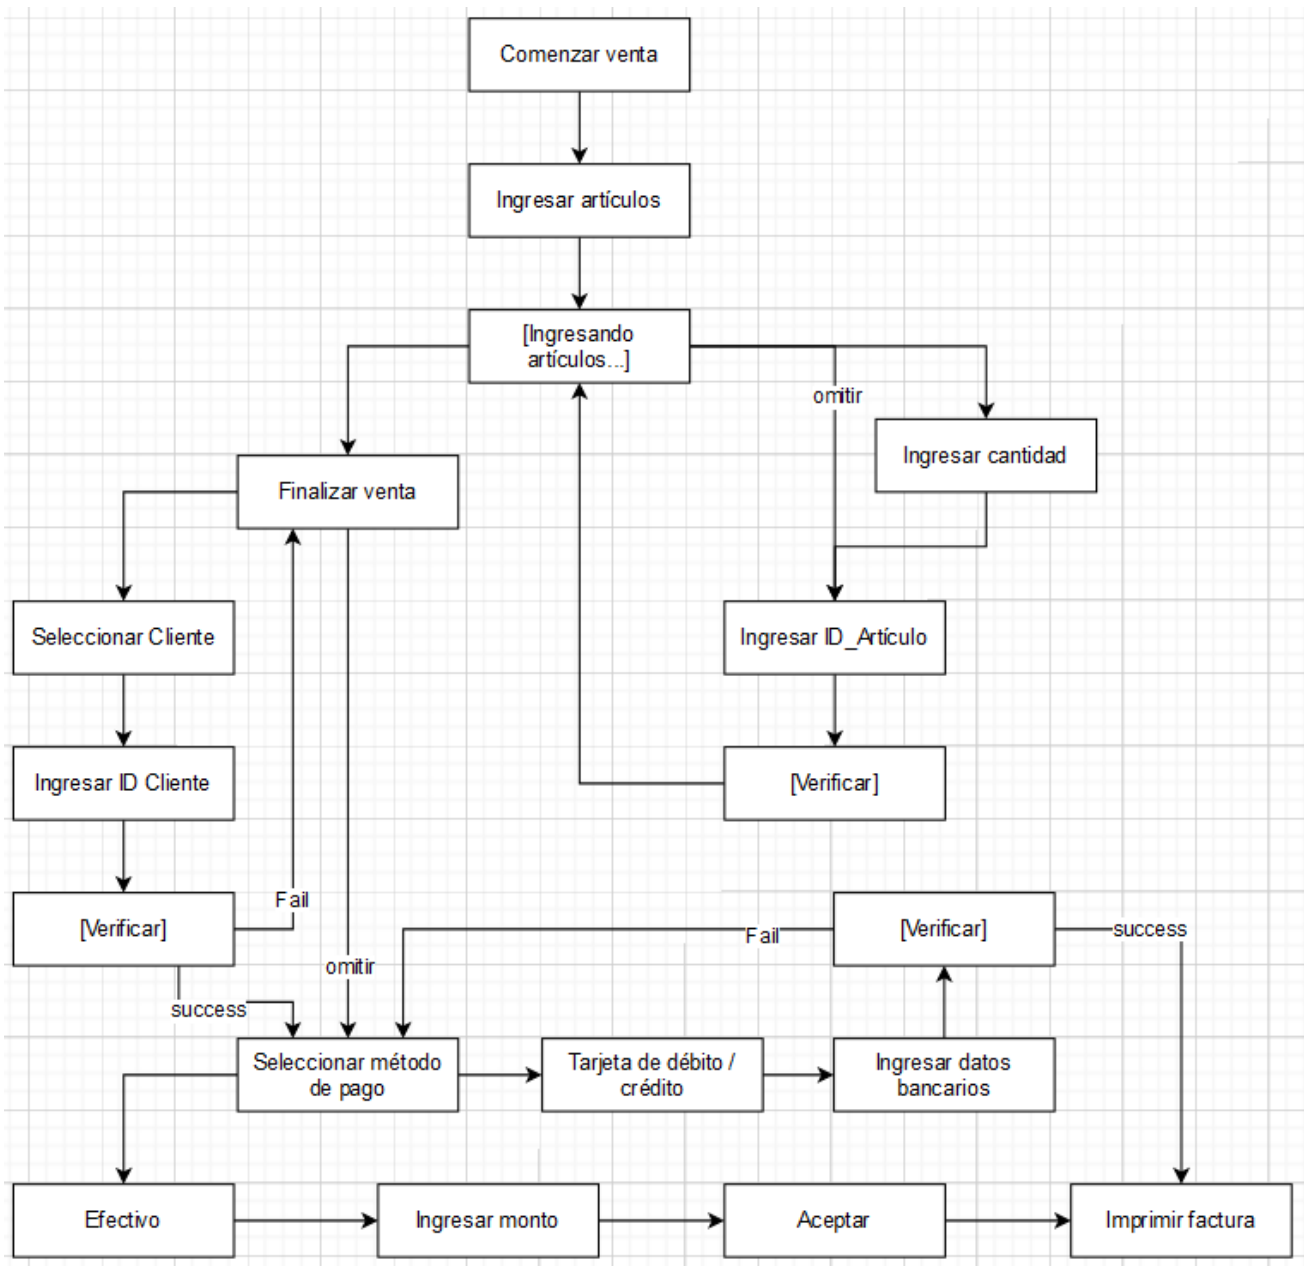 Comenzar venta
Ingresar artículos
[Ingresando
artículos...]
omitir
Ingresar cantidad
Finalizar venta
Seleccionar Cliente
Ingresar ID_Artículo
Ingresar ID Cliente
[Verificar]
Fail
[Verificar]
[Verificar]
success
Fail
omitir
success
Seleccionar método
de pago
Tarjeta de débito /
crédito
Ingresar datos
bancarios
Efectivo
Ingresar monto
Aceptar
Imprimir factura